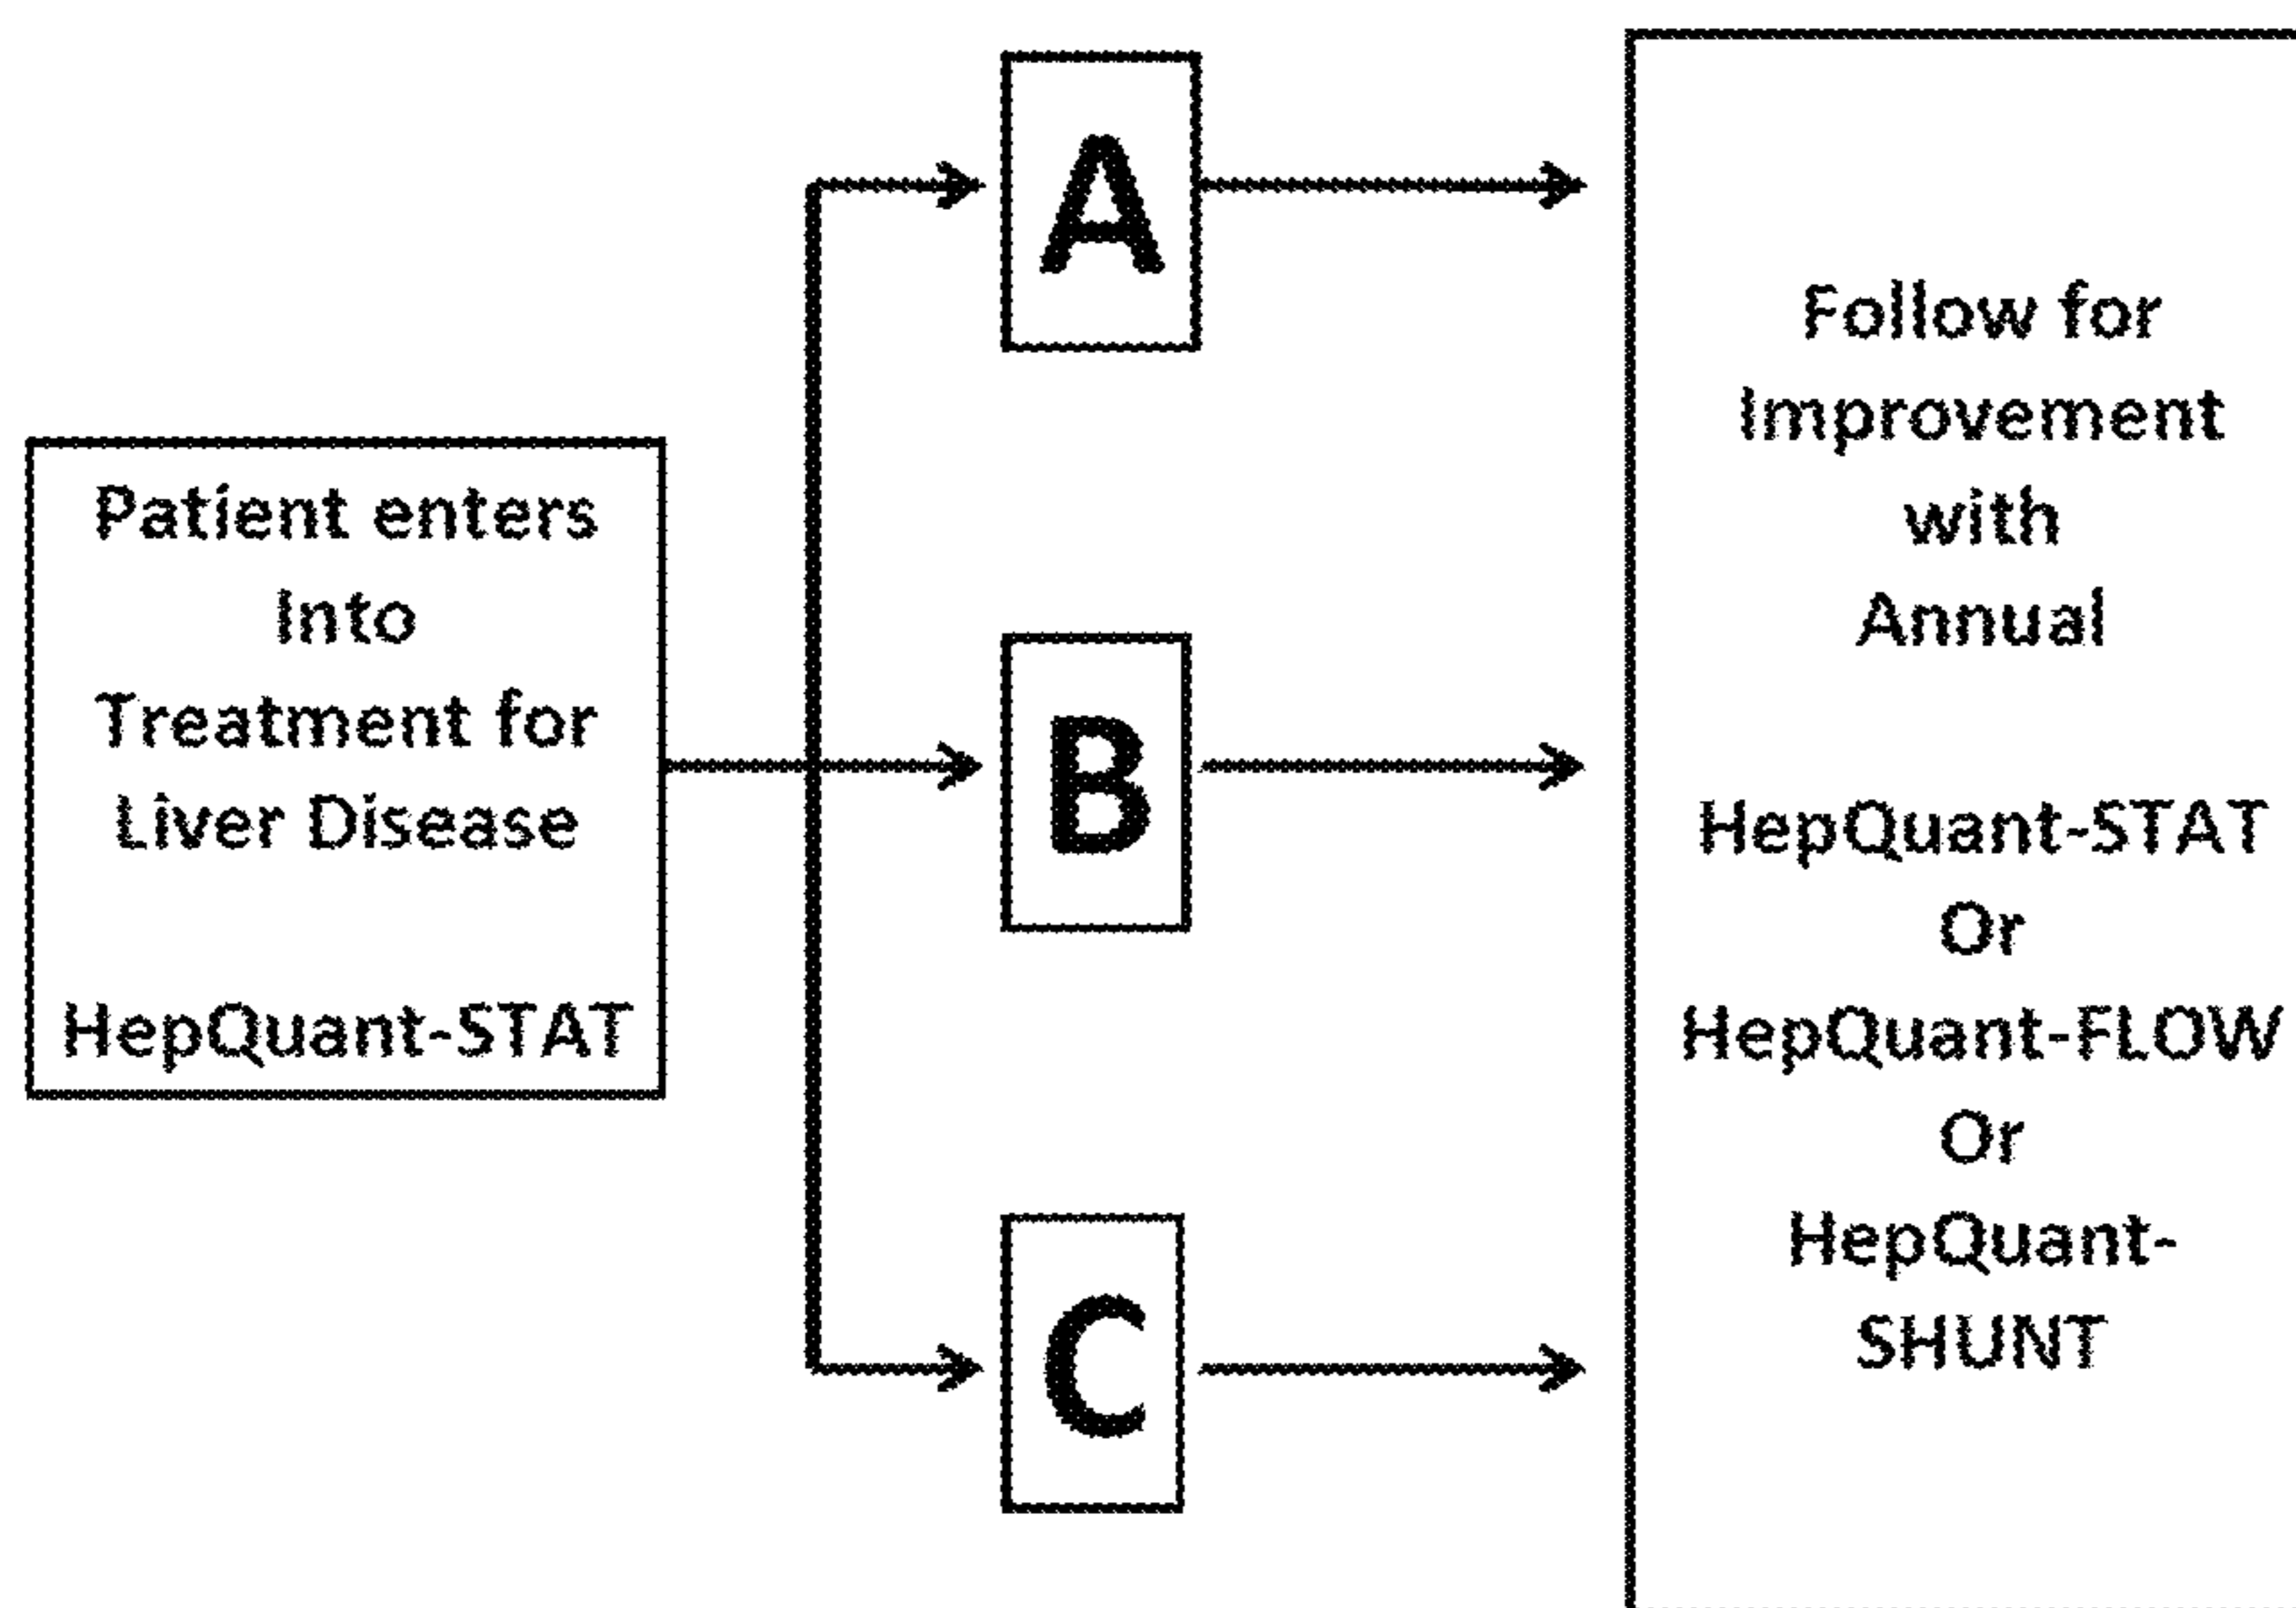 Patient enters
Into
Treatment for
Liver Disease
HepQuant-STAT
A
B
C
Follow for
Improvement
with
Annual
HepQuant-STAT
Or
HepQuant-FLOW
Or
HepQuant-
SHUNT